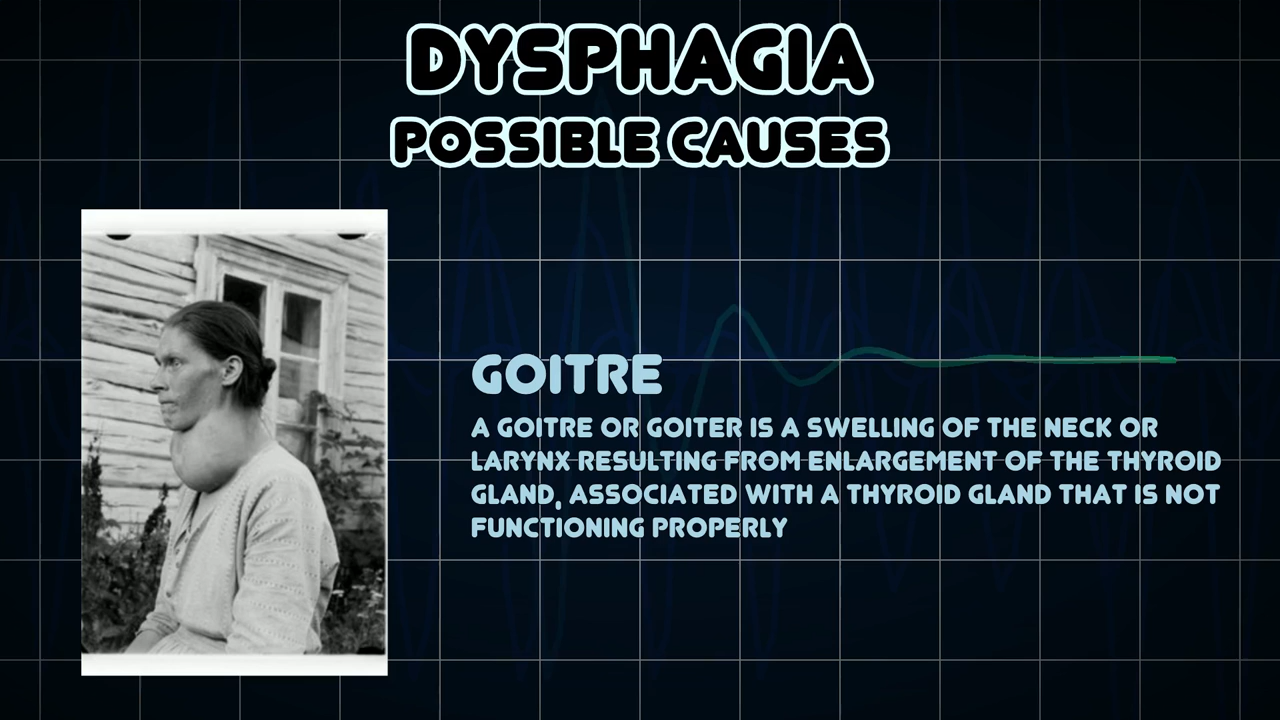 DYSPHAGIA
POSSIBLE CAUSES
GOITRE
A GOITRE OR GOITER IS A SWELLING OF THE NECK OR
LARYNX RESULTING FROM ENLARGEMENT OF THE THYROID
GLAND, ASSOCIATED WITH A THYROID GLAND THAT IS NOT
FUNCTIONING PROPERLY